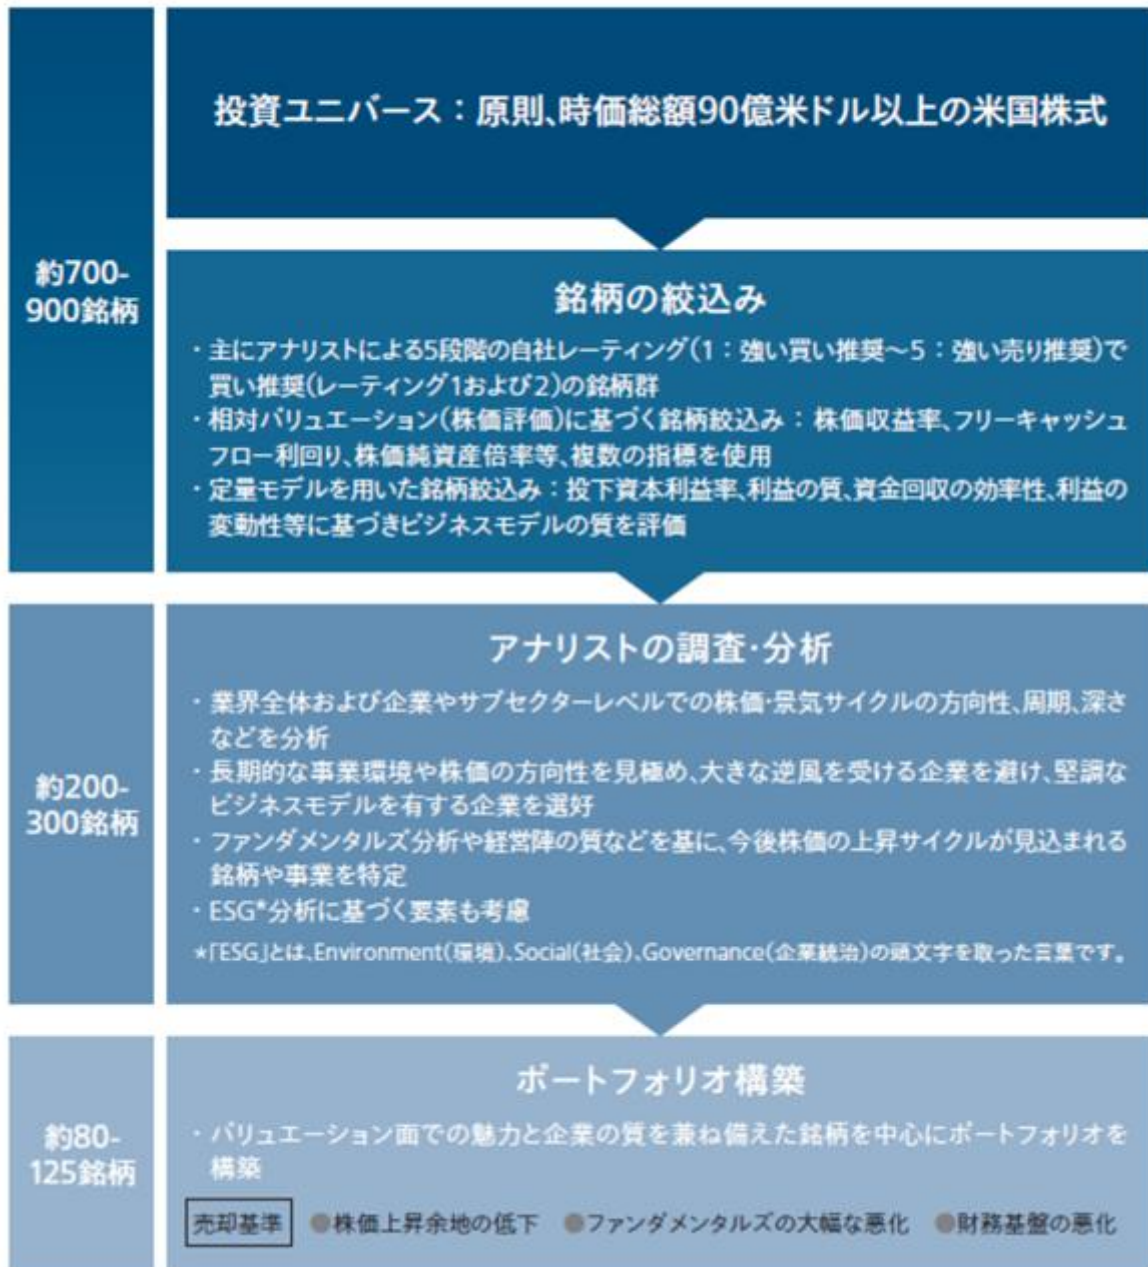 投資ユニバース：原則、時価総額90億米ドル以上の米国株式
約700-
900銘柄
銘柄の絞込み
・主にアナリストによる5段階の自社レーティング(1：強い買い推奨～5：強い売り推奨)で
買い推奨(レーティング1および2)の銘柄群
・相対バリュエーション(株価評価)に基づく銘柄絞込み：株価収益率、フリーキャッシュ
フロー利回り、株価純資産倍率等、複数の指標を使用
・定量モデルを用いた銘柄絞込み：投下資本利益率、利益の質、資金回収の効率性、利益の
変動性等に基づきビジネスモデルの質を評価
約200-
300銘柄
アナリストの調査・分析
・業界全体および企業やサブセクターレベルでの株価・景気サイクルの方向性、周期、深さ
などを分析
・長期的な事業環境や株価の方向性を見極め、大きな逆風を受ける企業を避け、堅調な
ビジネスモデルを有する企業を選好
・ファンダメンタルズ分析や経営陣の質などを基に、今後株価の上昇サイクルが見込まれる
銘柄や事業を特定
・ESG*分析に基づく要素も考慮
*「ESG」とは、Environment(環境)、Social(社会)、Governance(企業統治)の頭文字を取った言葉です。
約80-
125銘柄
ポートフォリオ構築
・バリュエーション面での魅力と企業の質を兼ね備えた銘柄を中心にポートフォリオを
構築
売却基準 ●株価上昇余地の低下 ●ファンダメンタルズの大幅な悪化 ●財務基盤の悪化